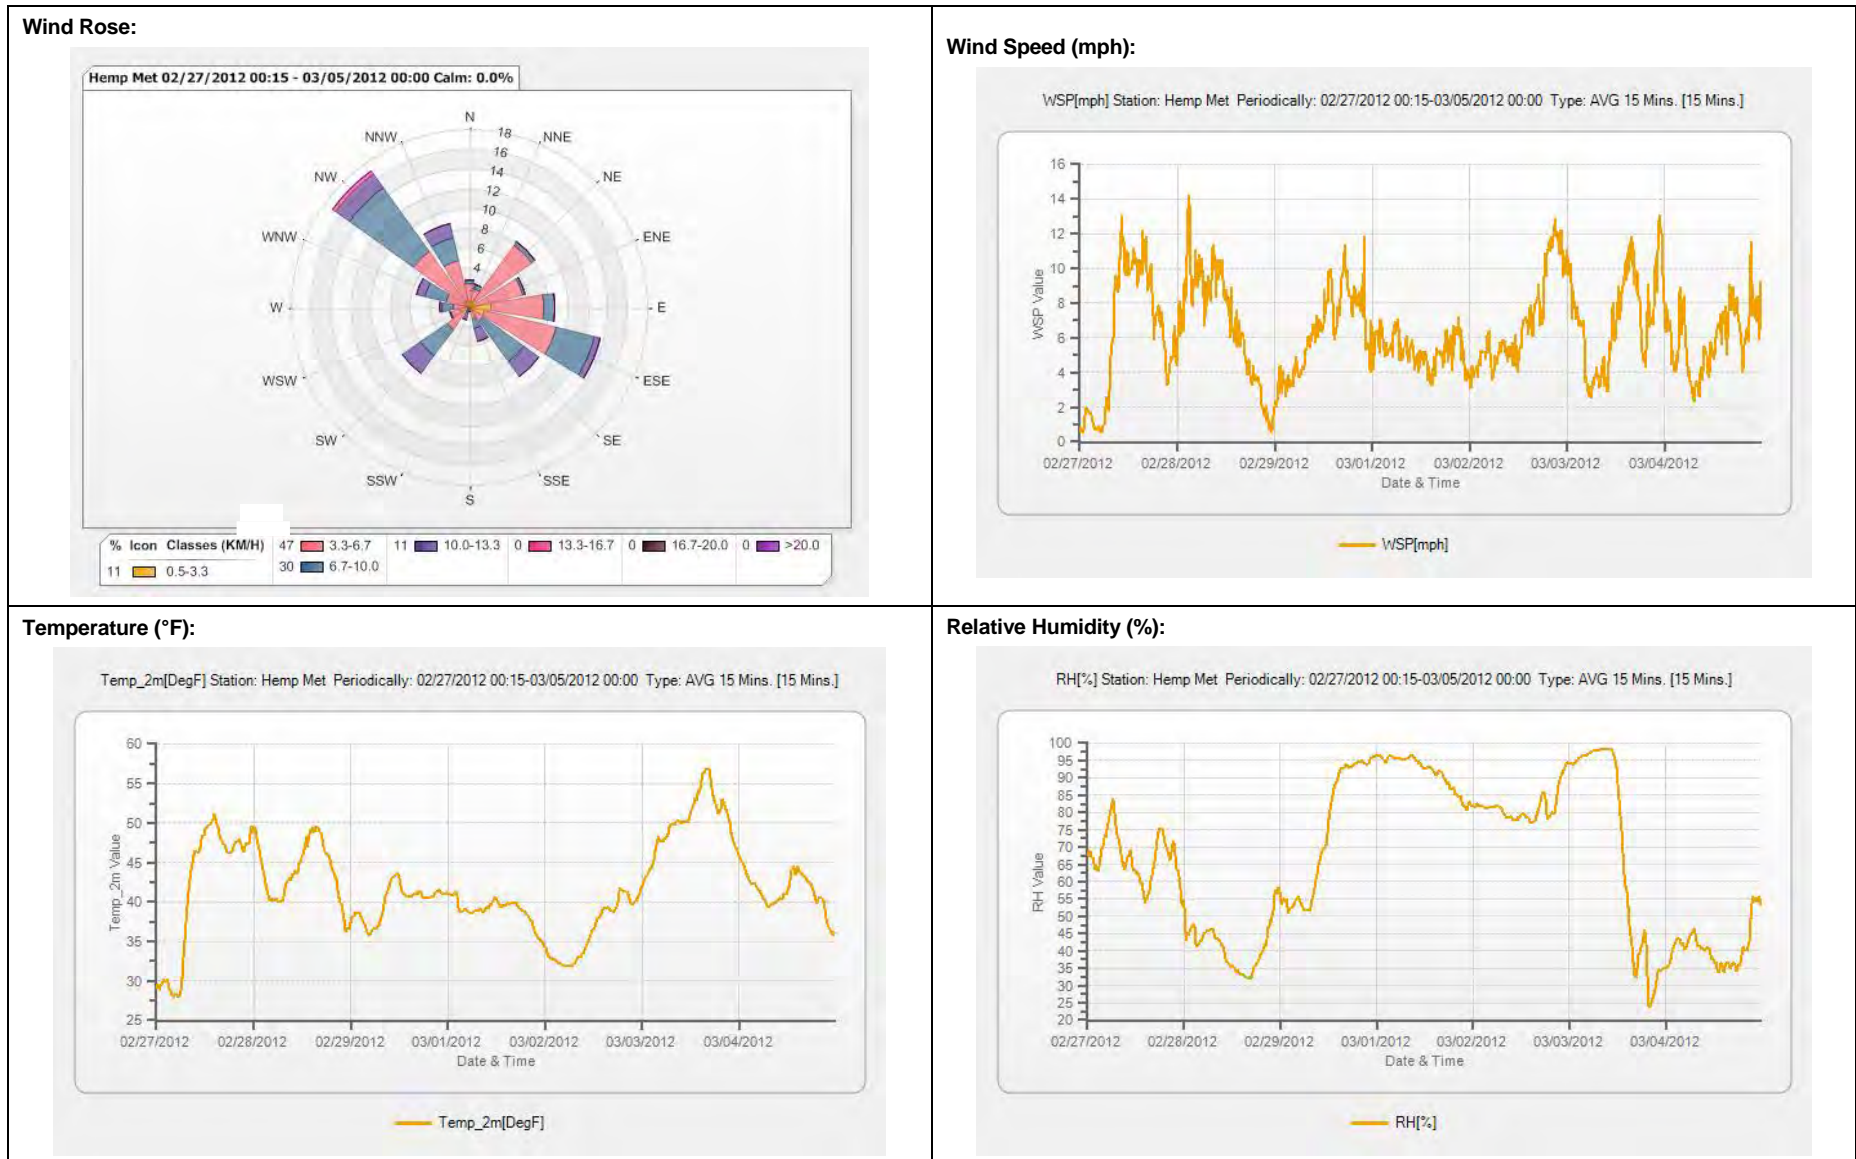 Wind Rose:
Hemp Met 02/27/2012 00:15 - 03/05/2012 00:00 Calm: 0.0%
N
NNW
18
NNE
16
NW
14
NE
12
10
WNW
8
ENE
6
4
W
E
WSW
ESE
SW
SE
SSW
SSE
S
% Icon Classes (KM/H)
11 0.5-3.3
47 3.3-6.7
30 6.7-10.0
11 10.0-13.3
0 13.3-16.7
0 16.7-20.0
0 >20.0
Wind Speed (mph):
WSP[mph] Station: Hemp Met Periodically: 02/27/2012 00:15-03/05/2012 00:00 Type: AVG 15 Mins. [15 Mins.]
16
14
12
10
8
6
4
2
0
WSP Value
02/27/2012 02/28/2012 02/29/2012 03/01/2012 03/02/2012 03/03/2012 03/04/2012
Date & Time
WSP[mph]
Temperature (°F):
Temp_2m[DegF] Station: Hemp Met Periodically: 02/27/2012 00:15-03/05/2012 00:00 Type: AVG 15 Mins. [15 Mins.]
60
55
50
45
40
35
30
25
Temp_2m Value
02/27/2012 02/28/2012 02/29/2012 03/01/2012 03/02/2012 03/03/2012 03/04/2012
Date & Time
Temp_2m[DegF]
Relative Humidity (%):
RH[%] Station: Hemp Met Periodically: 02/27/2012 00:15-03/05/2012 00:00 Type: AVG 15 Mins. [15 Mins.]
100
95
90
85
80
75
70
65
60
55
50
45
40
35
30
25
20
RH Value
02/27/2012 02/28/2012 02/29/2012 03/01/2012 03/02/2012 03/03/2012 03/04/2012
Date & Time
RH[%]